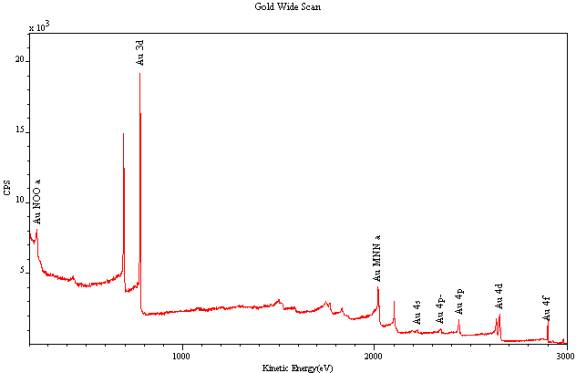 Gold Wide Scan
x 10³
20
15
10
5
CPS
Au NOO a
Au 3d
Au MNN a
Au 4s
Au 4p-
Au 4p
Au 4d
Au 4f
1000
2000
3000
Kinetic Energy(eV)